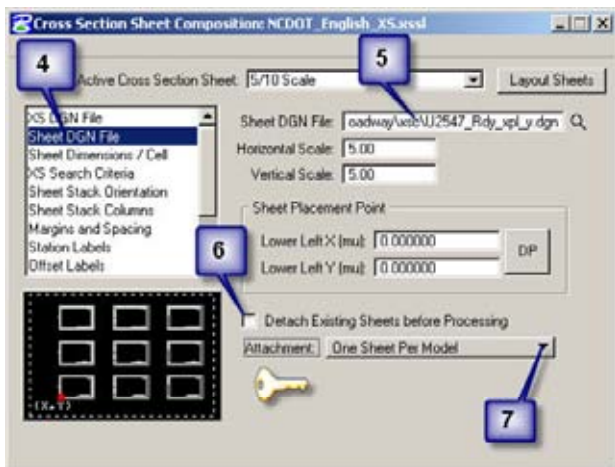 Cross Section Sheet Composition: NCDOT_English_XS.xssl
4
5
Active Cross Section Sheet: 5/10 Scale
Layout Sheets
XS DGN File
Sheet DGN File
Sheet Dimensions / Cell
XS Search Criteria
Sheet Stack Orientation
Sheet Stack Columns
Margins and Spacing
Station Labels
Offset Labels
Sheet DGN File: oadway\xsc\U2547_Rdy_xpl_y.dgn
Horizontal Scale: 5.00
Vertical Scale: 5.00
Sheet Placement Point
Lower Left X (mu): 0.000000
Lower Left Y (mu): 0.000000
DP
6
Detach Existing Sheets before Processing
Attachment: One Sheet Per Model
(X,Y)
7